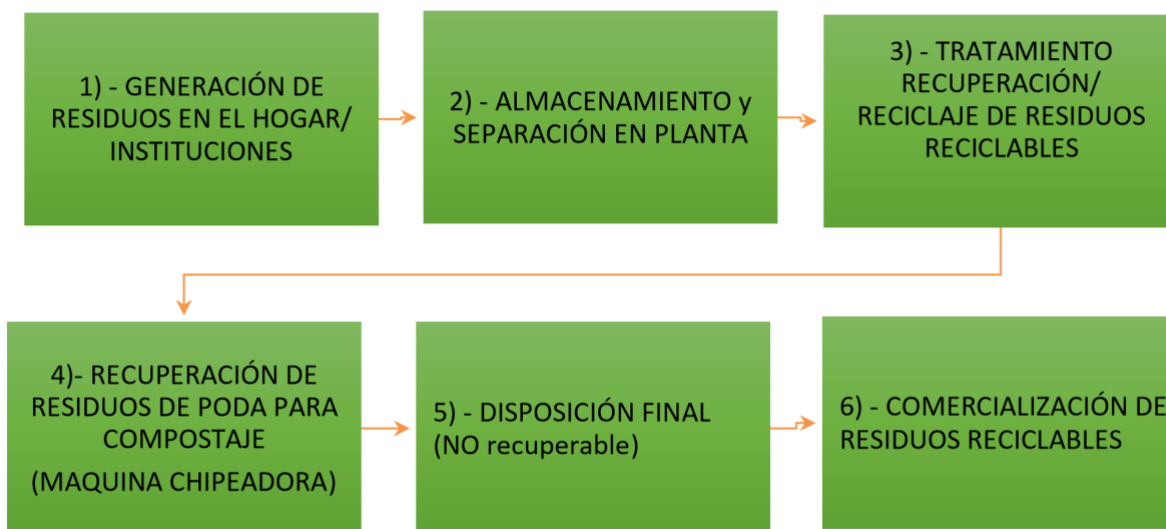 1) - GENERACIÓN DE
RESIDUOS EN EL HOGAR/
INSTITUCIONES
2) - ALMACENAMIENTO y
SEPARACIÓN EN PLANTA
3) - TRATAMIENTO
RECUPERACIÓN/
RECICLAJE DE RESIDUOS
RECICLABLES
4)- RECUPERACIÓN DE
RESIDUOS DE PODA PARA
COMPOSTAJE
(MAQUINA CHIPEADORA)
5) - DISPOSICIÓN FINAL
(NO recuperable)
6) - COMERCIALIZACIÓN DE
RESIDUOS RECICLABLES